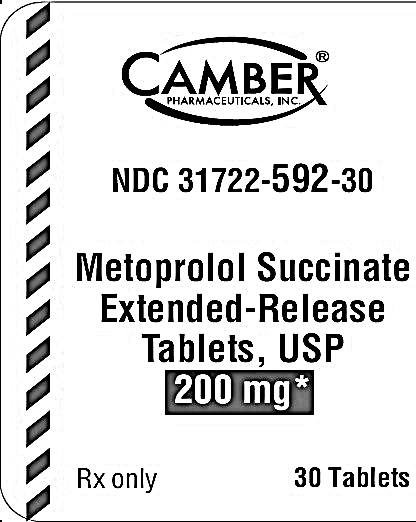 CAMBER®
PHARMACEUTICALS, INC.
NDC 31722-592-30
Metoprolol Succinate
Extended-Release
Tablets, USP
200 mg*
Rx only
30 Tablets